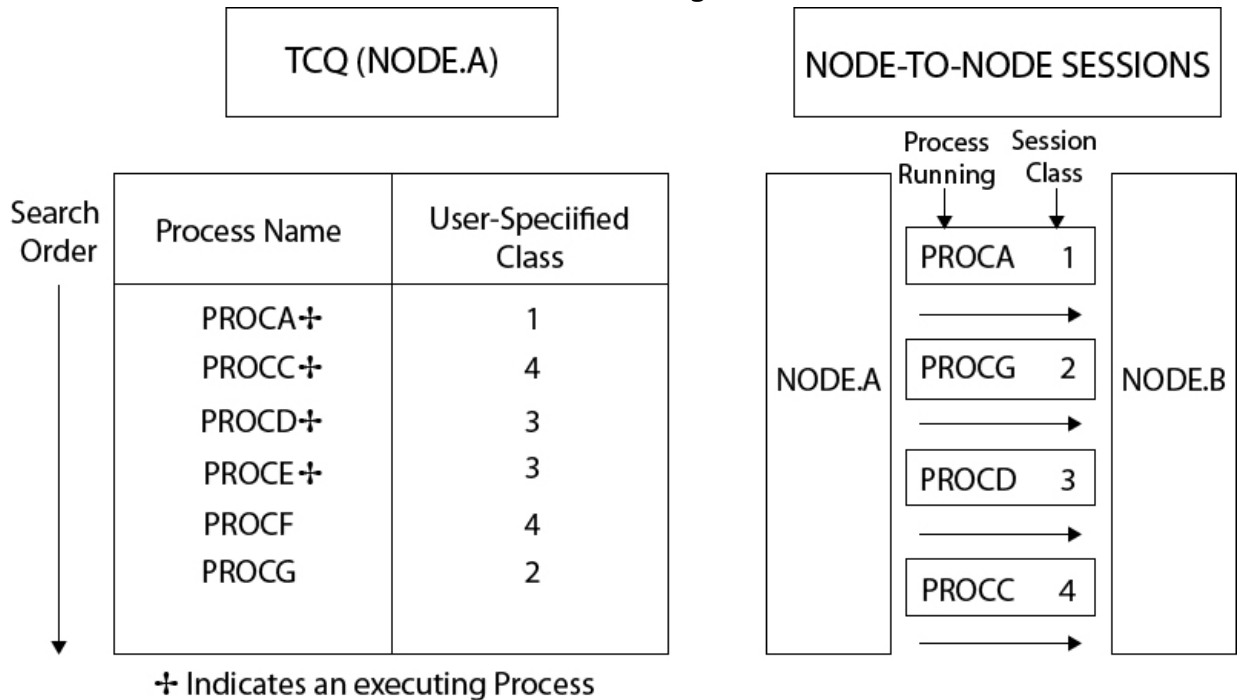 TCQ (NODE.A)
NODE-TO-NODE SESSIONS
Search
Order
Process Name
User-Speciifled
Class
PROCA✢ 1
PROCC✢ 4
PROCD✢ 3
PROCE✢ 3
PROCF 4
PROCG 2
✢ Indicates an executing Process
Process
Running
Session
Class
NODE.A
PROCA 1
PROCG 2
PROCD 3
PROCC 4
NODE.B